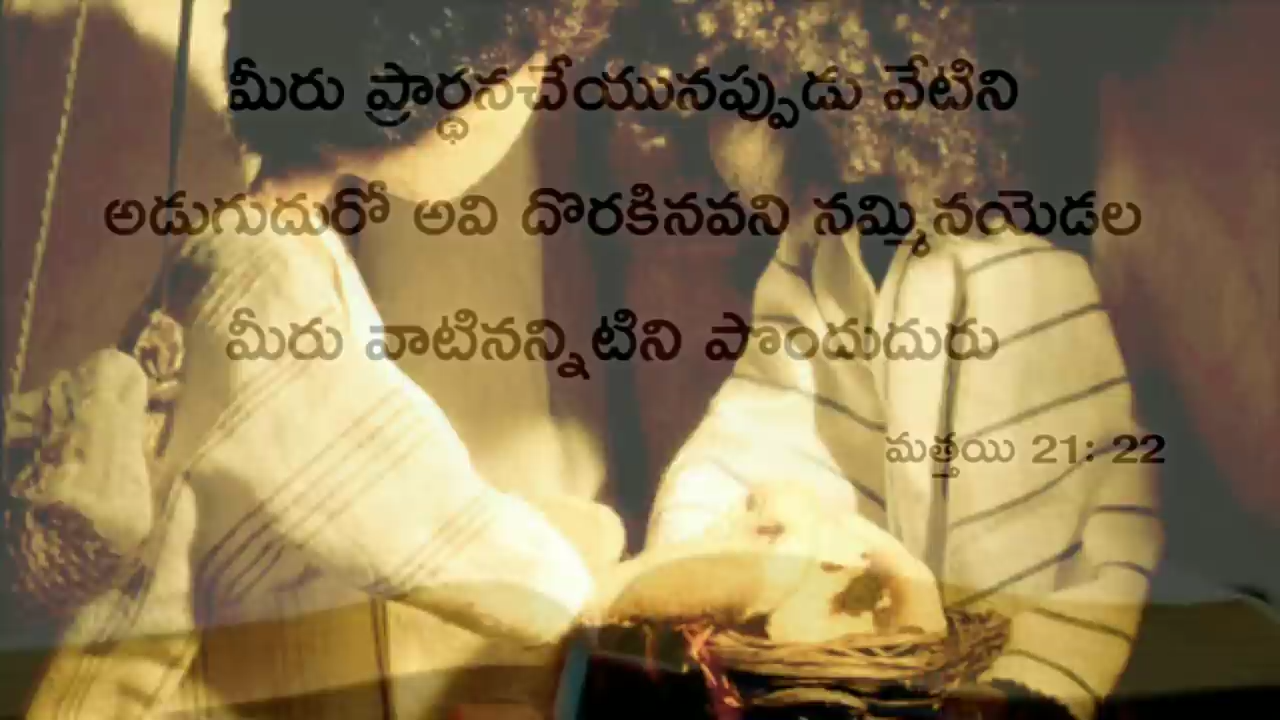 మీరు ప్రార్థనచేయునప్పుడు వేటిని
అడుగుదురో అవి దొరకినవని నమ్మినయెడల
మీరు వాటినన్నిటిని పొందుదురు
మత్తయి 21: 22